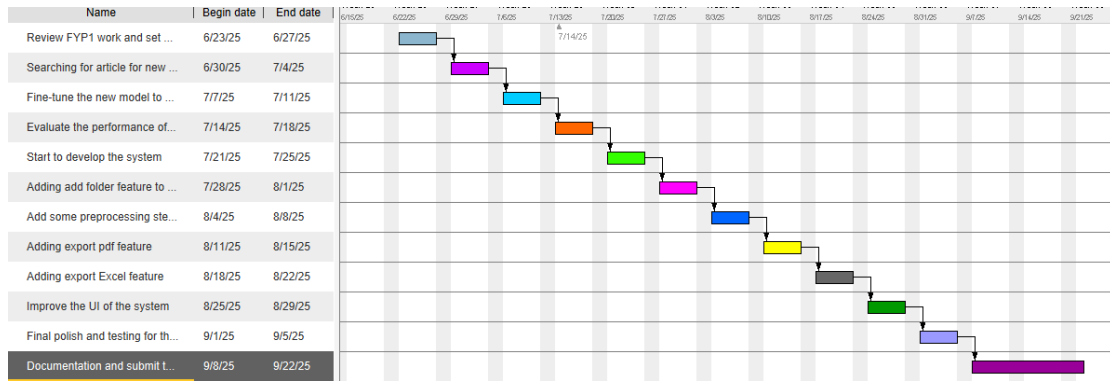 Name Begin date End date
6/15/25 6/22/25 6/29/25 7/6/25 7/13/25 7/20/25 7/27/25 8/3/25 8/10/25 8/17/25 8/24/25 8/31/25 9/7/25 9/14/25 9/21/25
7/14/25
Review FYP1 work and set ... 6/23/25 6/27/25
Searching for article for new ... 6/30/25 7/4/25
Fine-tune the new model to ... 7/7/25 7/11/25
Evaluate the performance of... 7/14/25 7/18/25
Start to develop the system 7/21/25 7/25/25
Adding add folder feature to ... 7/28/25 8/1/25
Add some preprocessing ste... 8/4/25 8/8/25
Adding export pdf feature 8/11/25 8/15/25
Adding export Excel feature 8/18/25 8/22/25
Improve the UI of the system 8/25/25 8/29/25
Final polish and testing for th... 9/1/25 9/5/25
Documentation and submit t... 9/8/25 9/22/25